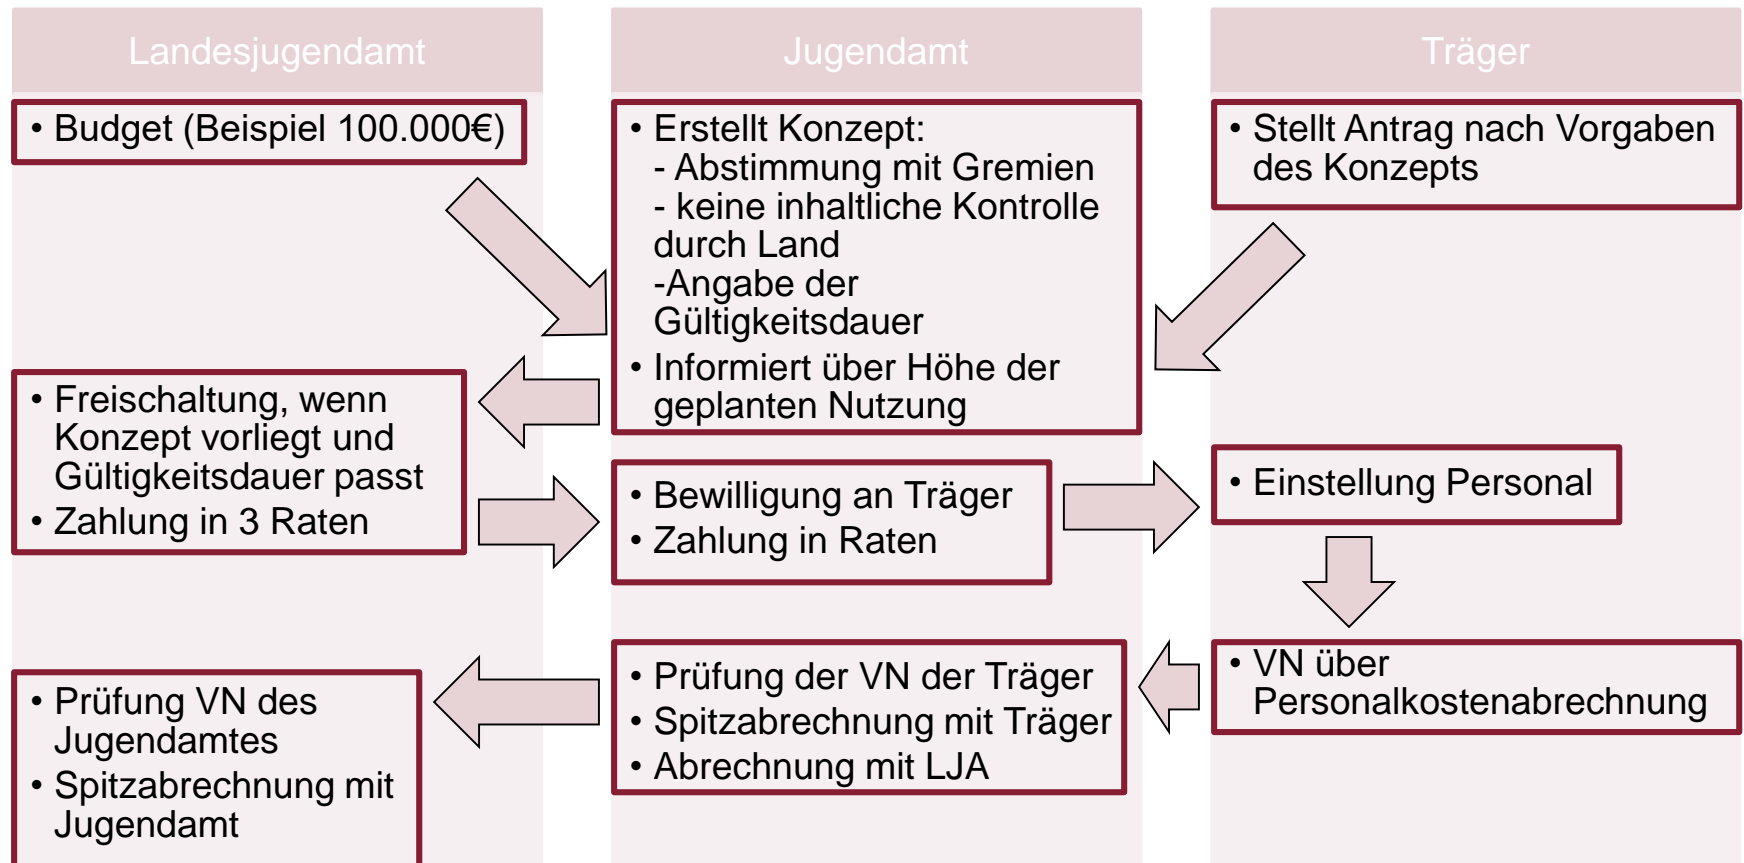 Landesjugendamt
Jugendamt
Träger
• Budget (Beispiel 100.000€)
• Erstellt Konzept:
- Abstimmung mit Gremien
- keine inhaltliche Kontrolle
durch Land
-Angabe der
Gültigkeitsdauer
• Informiert über Höhe der
geplanten Nutzung
• Stellt Antrag nach Vorgaben
des Konzepts
• Freischaltung, wenn
Konzept vorliegt und
Gültigkeitsdauer passt
• Zahlung in 3 Raten
• Bewilligung an Träger
• Zahlung in Raten
• Einstellung Personal
• VN über
Personalkostenabrechnung
• Prüfung der VN der Träger
• Spitzabrechnung mit Träger
• Abrechnung mit LJA
• Prüfung VN des
Jugendamtes
• Spitzabrechnung mit
Jugendamt